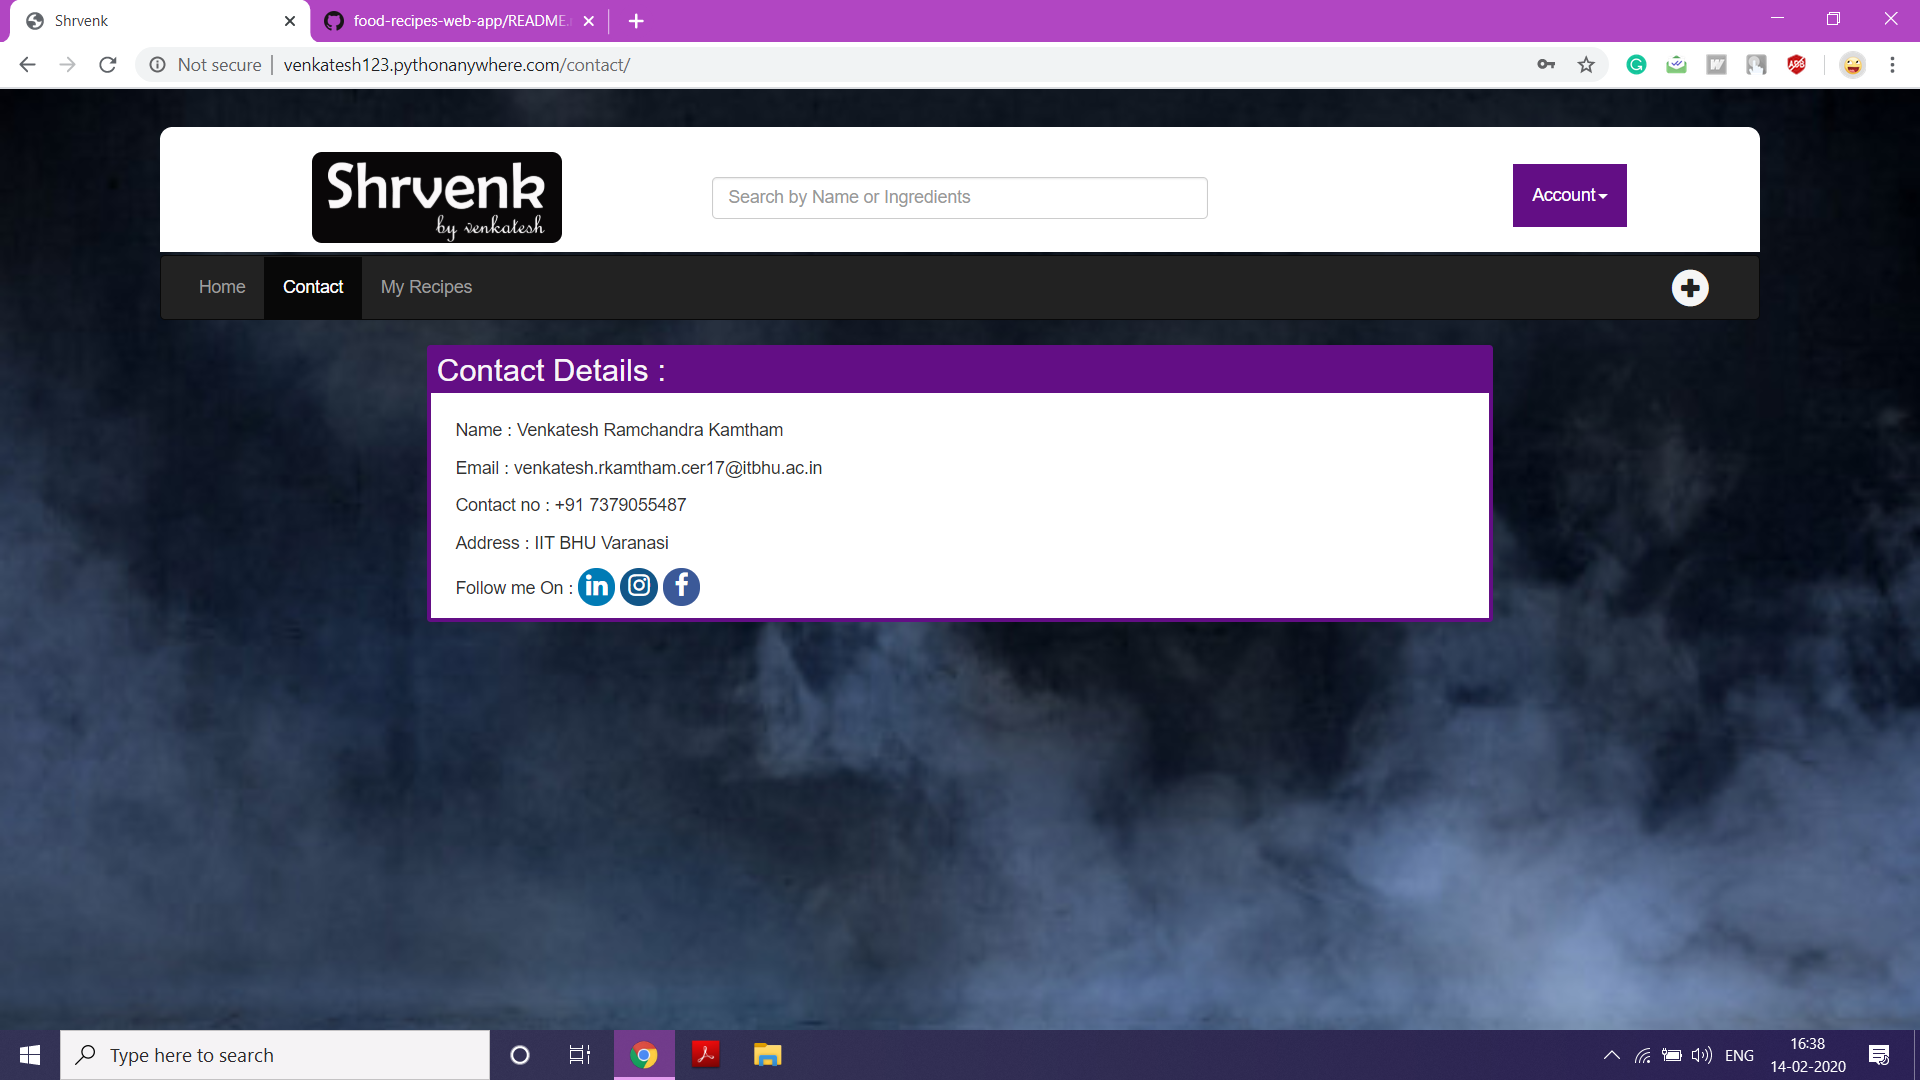 Shrvenk
food-recipes-web-app/README.
Not secure
venkatesh123.pythonanywhere.com/contact/
Shrvenk
by venkatesh
Search by Name or Ingredients
Account
Home
Contact
My Recipes
Contact Details :
Name : Venkatesh Ramchandra Kamtham
Email : venkatesh.rkamtham.cer17@itbhu.ac.in
Contact no : +91 7379055487
Address : IIT BHU Varanasi
Follow me On : in f
Type here to search
ENG
16:38
14-02-2020